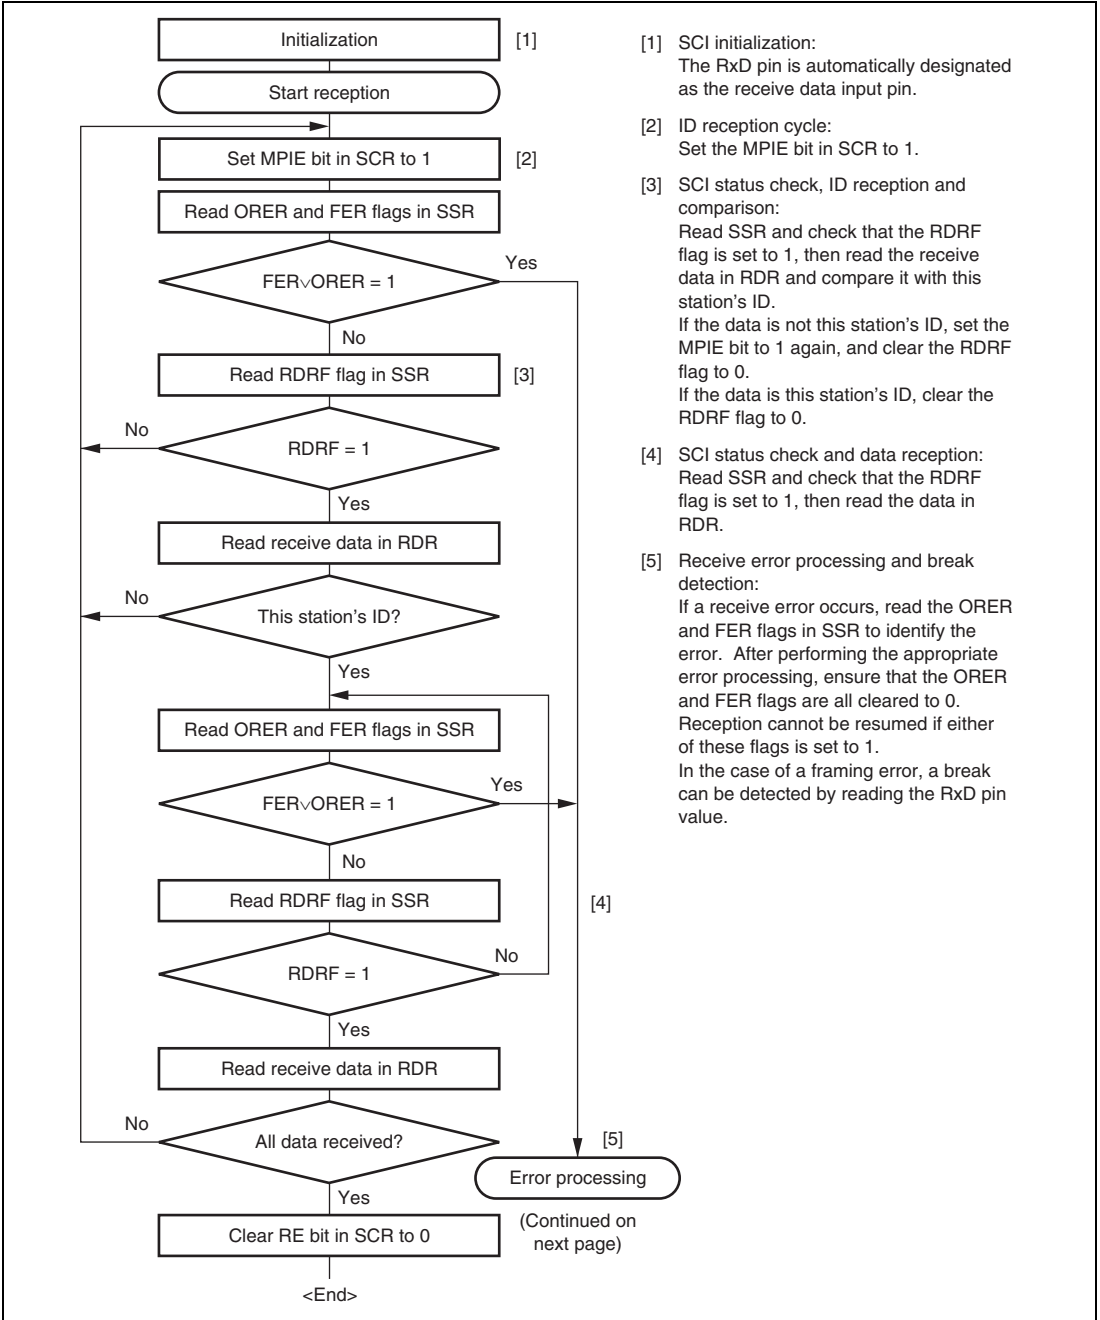 Initialization
[1]
Start reception
Set MPIE bit in SCR to 1
[2]
Read ORER and FER flags in SSR
FER∨ORER = 1
Yes
No
Read RDRF flag in SSR
[3]
RDRF = 1
No
Yes
Read receive data in RDR
This station's ID?
No
Yes
Read ORER and FER flags in SSR
FER∨ORER = 1
Yes
No
Read RDRF flag in SSR
[4]
RDRF = 1
No
Yes
Read receive data in RDR
All data received?
No
Yes
[5]
Error processing
(Continued on
next page)
Clear RE bit in SCR to 0
<End>
[1] SCI initialization:
The RxD pin is automatically designated
as the receive data input pin.
[2] ID reception cycle:
Set the MPIE bit in SCR to 1.
[3] SCI status check, ID reception and
comparison:
Read SSR and check that the RDRF
flag is set to 1, then read the receive
data in RDR and compare it with this
station's ID.
If the data is not this station's ID, set the
MPIE bit to 1 again, and clear the RDRF
flag to 0.
If the data is this station's ID, clear the
RDRF flag to 0.
[4] SCI status check and data reception:
Read SSR and check that the RDRF
flag is set to 1, then read the data in
RDR.
[5] Receive error processing and break
detection:
If a receive error occurs, read the ORER
and FER flags in SSR to identify the
error. After performing the appropriate
error processing, ensure that the ORER
and FER flags are all cleared to 0.
Reception cannot be resumed if either
of these flags is set to 1.
In the case of a framing error, a break
can be detected by reading the RxD pin
value.